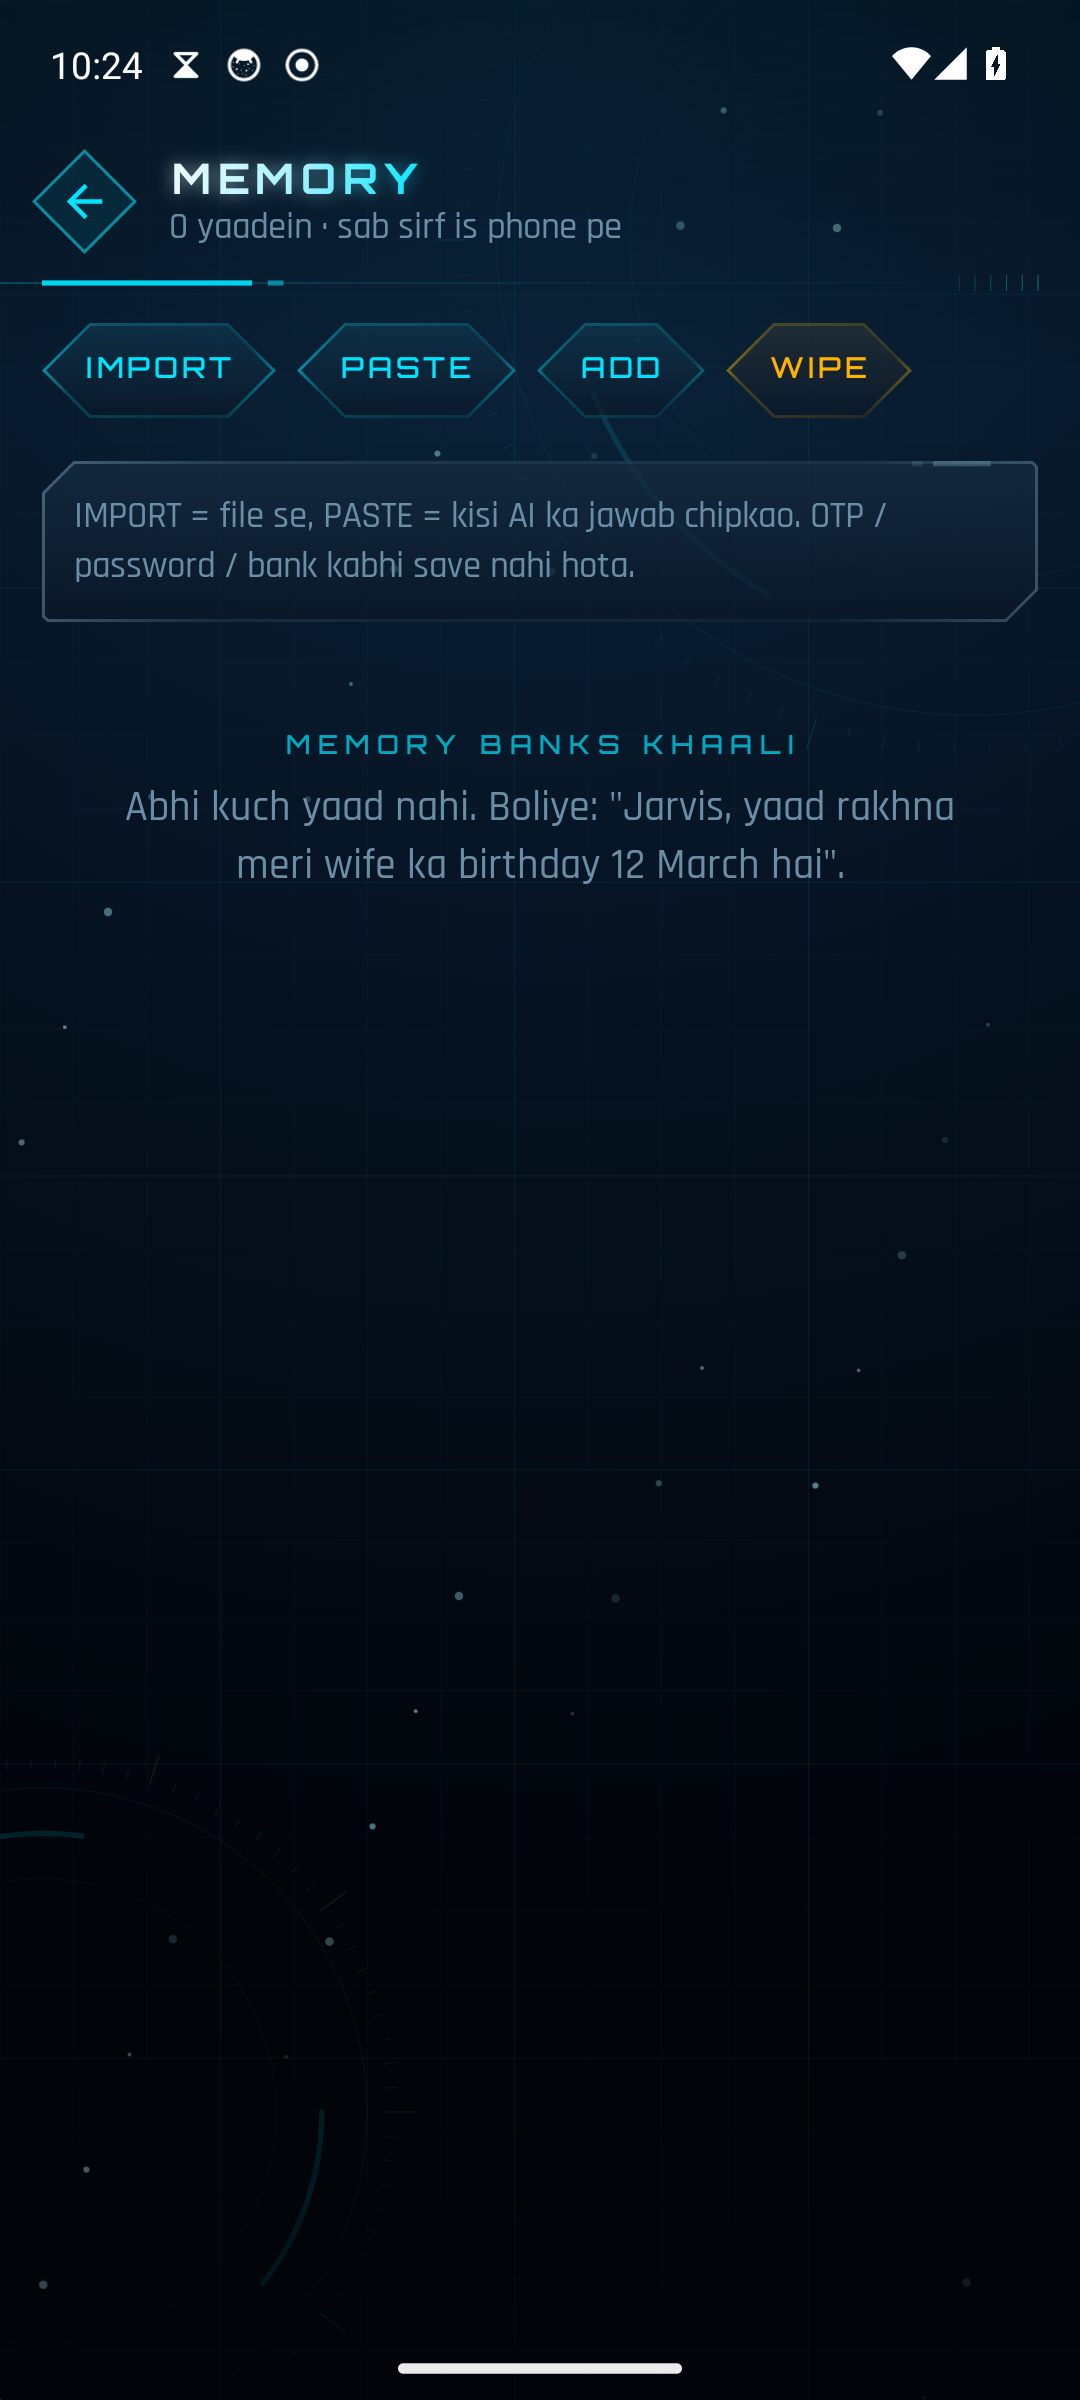 10:24
MEMORY
0 yaadein · sab sirf is phone pe
IMPORT PASTE ADD WIPE
IMPORT = file se, PASTE = kisi AI ka jawab chipkao. OTP /
password / bank kabhi save nahi hota.
MEMORY BANKS KHAALI
Abhi kuch yaad nahi. Boliye: "Jarvis, yaad rakhna
meri wife ka birthday 12 March hai".